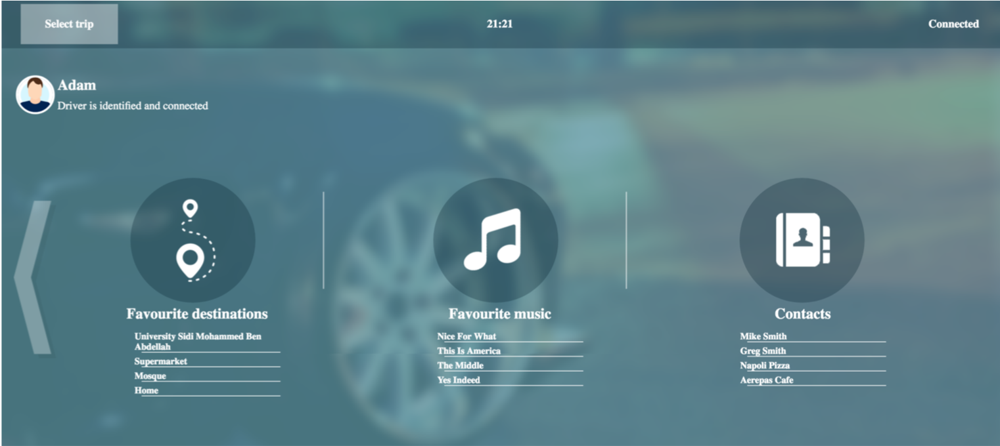 Select trip
21:21
Connected
Adam
Driver is identified and connected
Favourite destinations
University Sidi Mohammed Ben
Abdellah
Supermarket
Mosque
Home
Favourite music
Nice For What
This Is America
The Middle
Yes Indeed
Contacts
Mike Smith
Greg Smith
Napoli Pizza
Aerepas Cafe